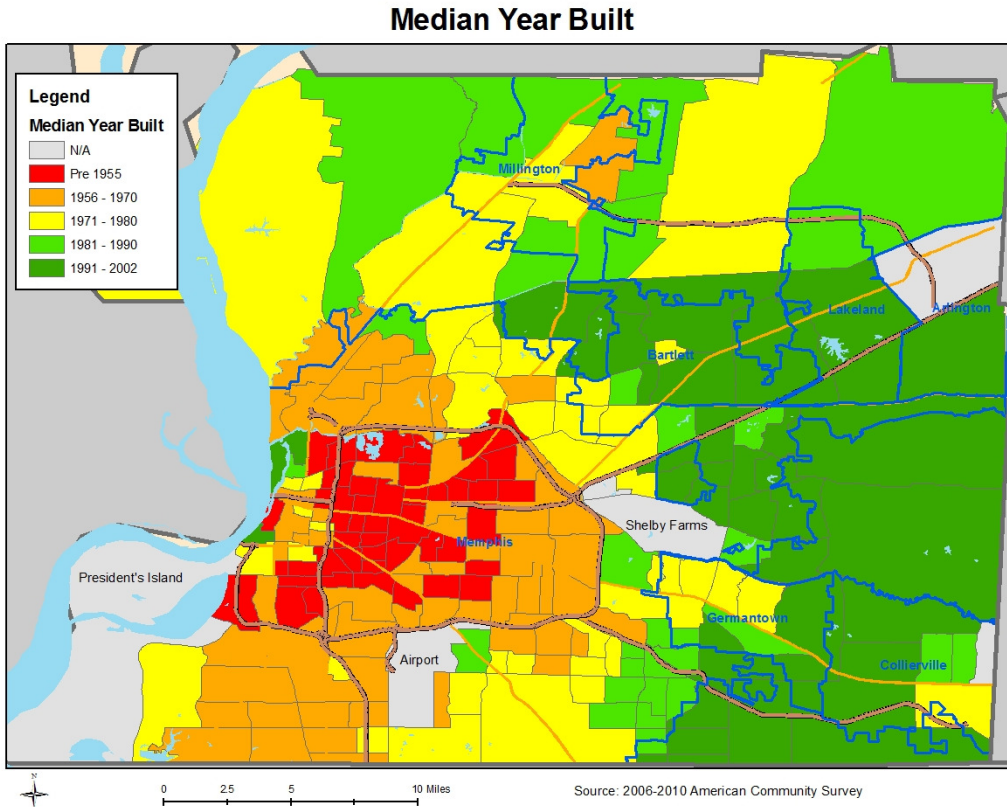 Median Year Built
Legend
Median Year Built
N/A
Pre 1955
1956 - 1970
1971 - 1980
1981 - 1990
1991 - 2002
Millington
Lakeland
Arlington
Bartlett
Shelby Farms
Memphis
President's Island
Germantown
Airport
Collierville
N
0 2.5 5 10 Miles
Source: 2006-2010 American Community Survey